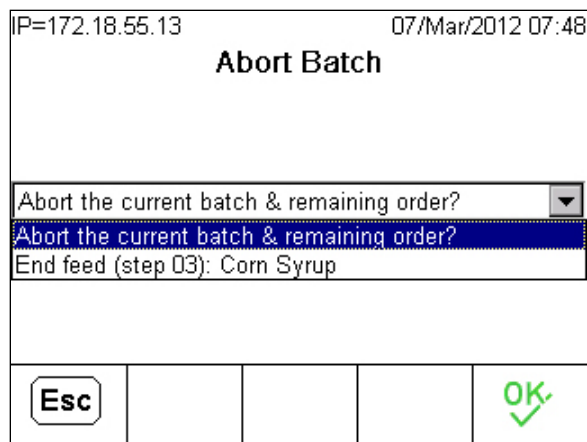 IP=172.18.55.13 07/Mar/2012 07:48
Abort Batch
Abort the current batch & remaining order?
Abort the current batch & remaining order?
End feed (step 03): Corn Syrup
Esc OK